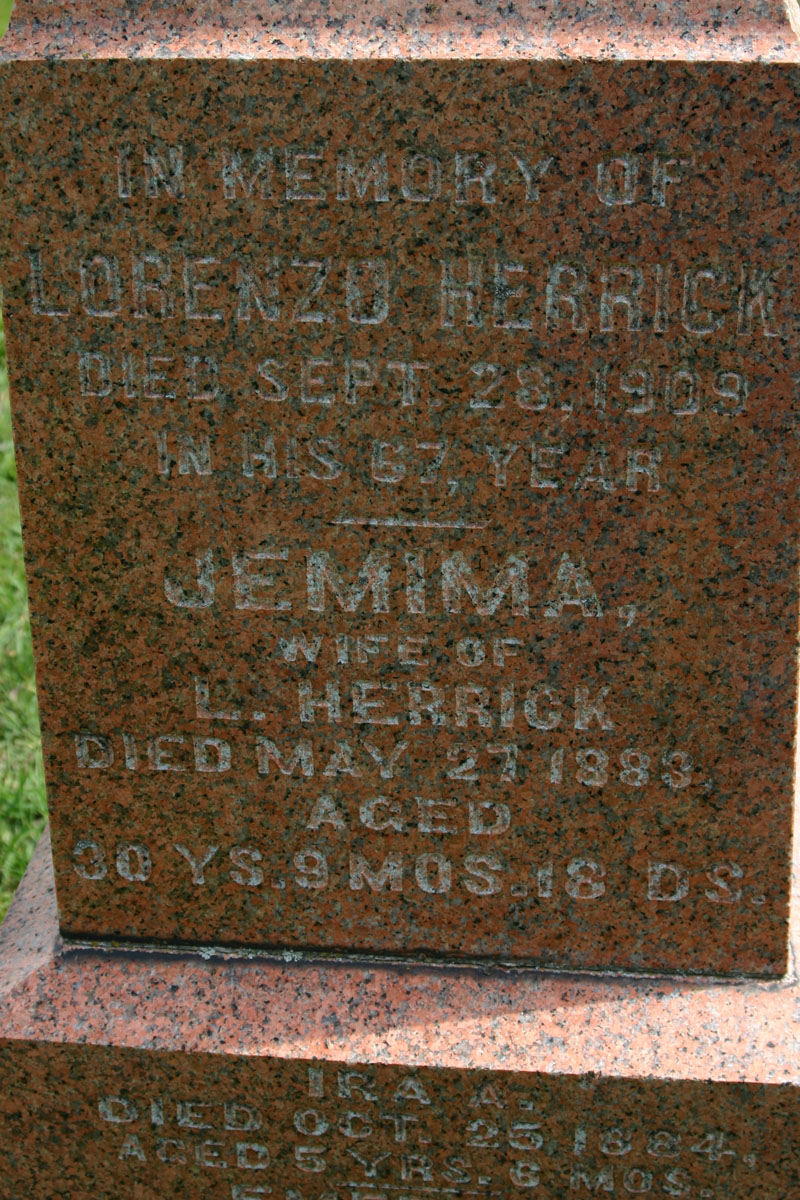 IN MEMORY OF
LORENZO HERRICK
DIED SEPT. 28, 1909
IN HIS 67, YEAR
JEMIMA,
WIFE OF
L. HERRICK
DIED MAY 27 1883,
AGED
30 YS. 9 MOS. 18 DS.
IRA A.
DIED OCT. 25 1884,
AGED 5 YRS. 6 MOS.